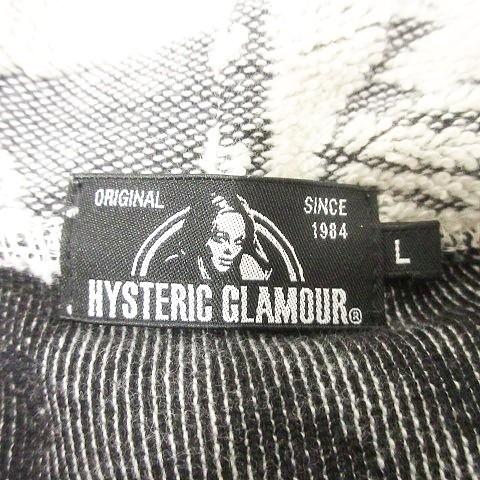 ORIGINAL
SINCE
1984
HYSTERIC GLAMOUR®
L